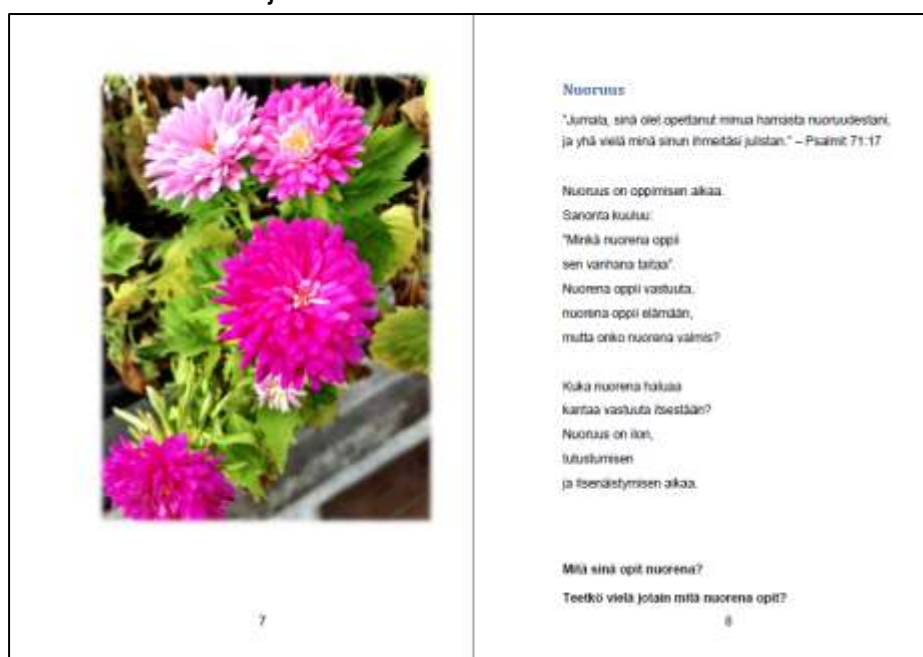 Nuoruus
"Jumala, sinä olet opettanut minua hamasta nuoruudestani,
ja yhä vielä minä sinun ihmeitäsi julistan." – Psalmit 71:17
Nuoruus on oppimisen aikaa.
Sanonta kuuluu:
"Minkä nuorena oppii
sen vanhana taitaa".
Nuorena oppii vastuuta,
nuorena oppii elämään,
mutta onko nuorena valmis?
Kuka nuorena haluaa
kantaa vastuuta itsestään?
Nuoruus on ilon,
tutustumisen
ja itsenäistymisen aikaa.
Mitä sinä opit nuorena?
Teetkö vielä jotain mitä nuorena opit?
7
8